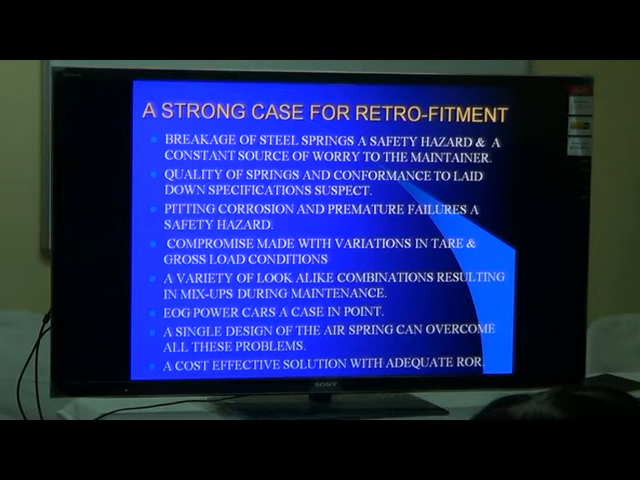 A STRONG CASE FOR RETRO-FITMENT
BREAKAGE OF STEEL SPRINGS A SAFETY HAZARD & A
CONSTANT SOURCE OF WORRY TO THE MAINTAINER.
QUALITY OF SPRINGS AND CONFORMANCE TO LAID
DOWN SPECIFICATIONS SUSPECT.
PITTING CORROSION AND PREMATURE FAILURES A
SAFETY HAZARD.
COMPROMISE MADE WITH VARIATIONS IN TARE &
GROSS LOAD CONDITIONS
A VARIETY OF LOOK ALIKE COMBINATIONS RESULTING
IN MIX-UPS DURING MAINTENANCE.
EOG POWER CARS A CASE IN POINT.
A SINGLE DESIGN OF THE AIR SPRING CAN OVERCOME
ALL THESE PROBLEMS.
A COST EFFECTIVE SOLUTION WITH ADEQUATE ROR.
SONY